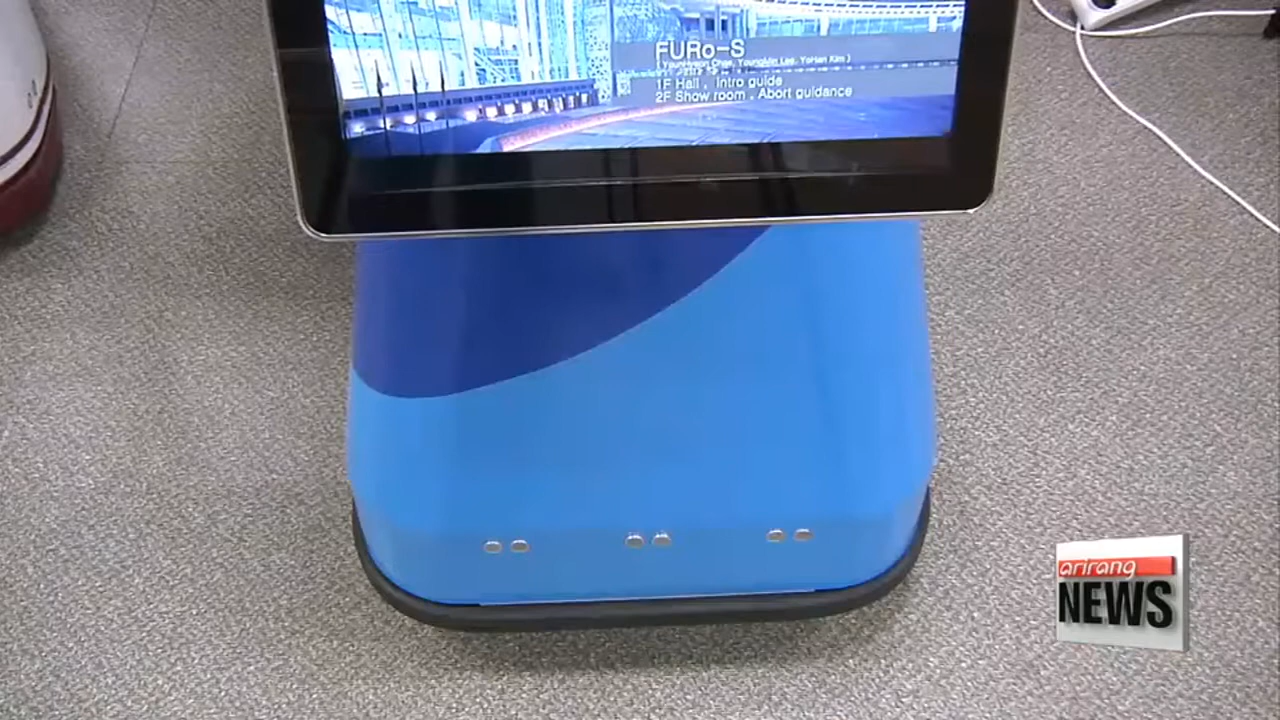 FURo-S
1F Hall , Intro guide
2F Show room , Abort guidance
arirang
NEWS